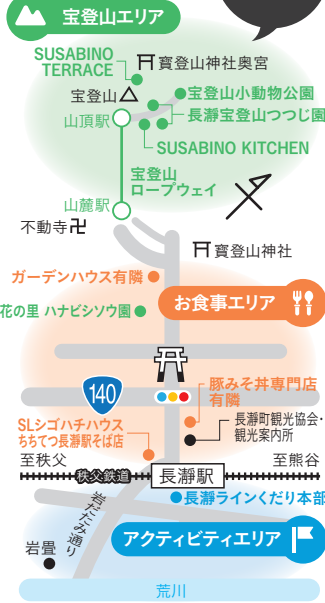 宝登山エリア
SUSABINO
TERRACE
寶登山神社奥宮
宝登山
宝登山小動物公園
長瀞宝登山つつじ園
山頂駅
SUSABINO KITCHEN
宝登山
ロープウェイ
山麓駅
不動寺卍
寶登山神社
ガーデンハウス有隣
お食事エリア
花の里 ハナビシソウ園
140
豚みそ丼専門店
有隣
長瀞町観光協会・
観光案内所
SLシゴハチハウス
ちちてつ長瀞駅そば店
至秩父
至熊谷
秩父鉄道
長瀞駅
岩だたみ通り
長瀞ラインくだり本部
アクティビティエリア
岩畳
荒川